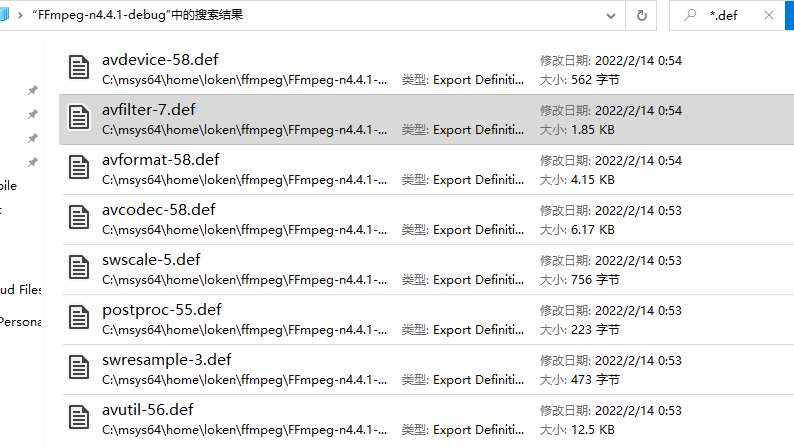 “FFmpeg-n4.4.1-debug”中的搜索结果
*.def
avdevice-58.def
修改日期: 2022/2/14 0:54
C:\msys64\home\loken\ffmpeg\FFmpeg-n4.4.1-...
类型: Export Definiti...
大小: 562 字节
avfilter-7.def
修改日期: 2022/2/14 0:54
C:\msys64\home\loken\ffmpeg\FFmpeg-n4.4.1-...
类型: Export Definiti...
大小: 1.85 KB
avformat-58.def
修改日期: 2022/2/14 0:54
C:\msys64\home\loken\ffmpeg\FFmpeg-n4.4.1-...
类型: Export Definiti...
大小: 4.15 KB
avcodec-58.def
修改日期: 2022/2/14 0:53
C:\msys64\home\loken\ffmpeg\FFmpeg-n4.4.1-...
类型: Export Definiti...
大小: 6.17 KB
swscale-5.def
修改日期: 2022/2/14 0:53
C:\msys64\home\loken\ffmpeg\FFmpeg-n4.4.1-...
类型: Export Definiti...
大小: 756 字节
postproc-55.def
修改日期: 2022/2/14 0:53
C:\msys64\home\loken\ffmpeg\FFmpeg-n4.4.1-...
类型: Export Definiti...
大小: 223 字节
swresample-3.def
修改日期: 2022/2/14 0:53
C:\msys64\home\loken\ffmpeg\FFmpeg-n4.4.1-...
类型: Export Definiti...
大小: 473 字节
avutil-56.def
修改日期: 2022/2/14 0:53
C:\msys64\home\loken\ffmpeg\FFmpeg-n4.4.1-...
类型: Export Definiti...
大小: 12.5 KB
pile
ud Files
Persona